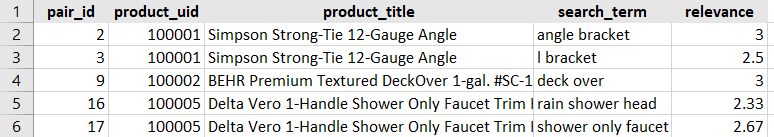 1 pair_id product_uid product_title search_term relevance
2 2 100001 Simpson Strong-Tie 12-Gauge Angle angle bracket 3
3 3 100001 Simpson Strong-Tie 12-Gauge Angle l bracket 2.5
4 9 100002 BEHR Premium Textured DeckOver 1-gal. #SC-1 deck over 3
5 16 100005 Delta Vero 1-Handle Shower Only Faucet Trim rain shower head 2.33
6 17 100005 Delta Vero 1-Handle Shower Only Faucet Trim shower only faucet 2.67